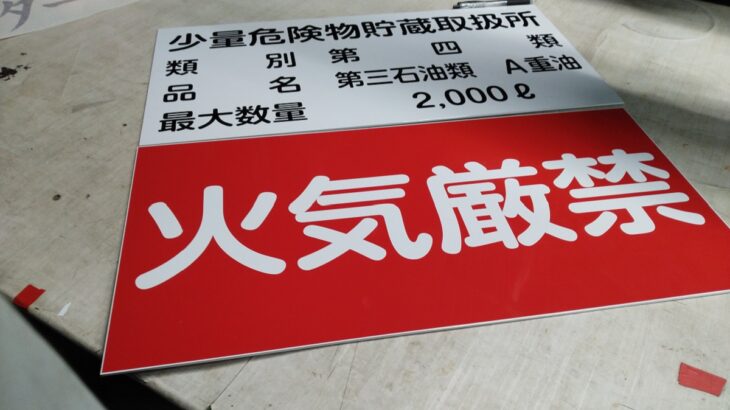 少量危険物貯蔵取扱所
類別 第四類
品名 第三石油類 A重油
最大数量 2,000ℓ
火気厳禁